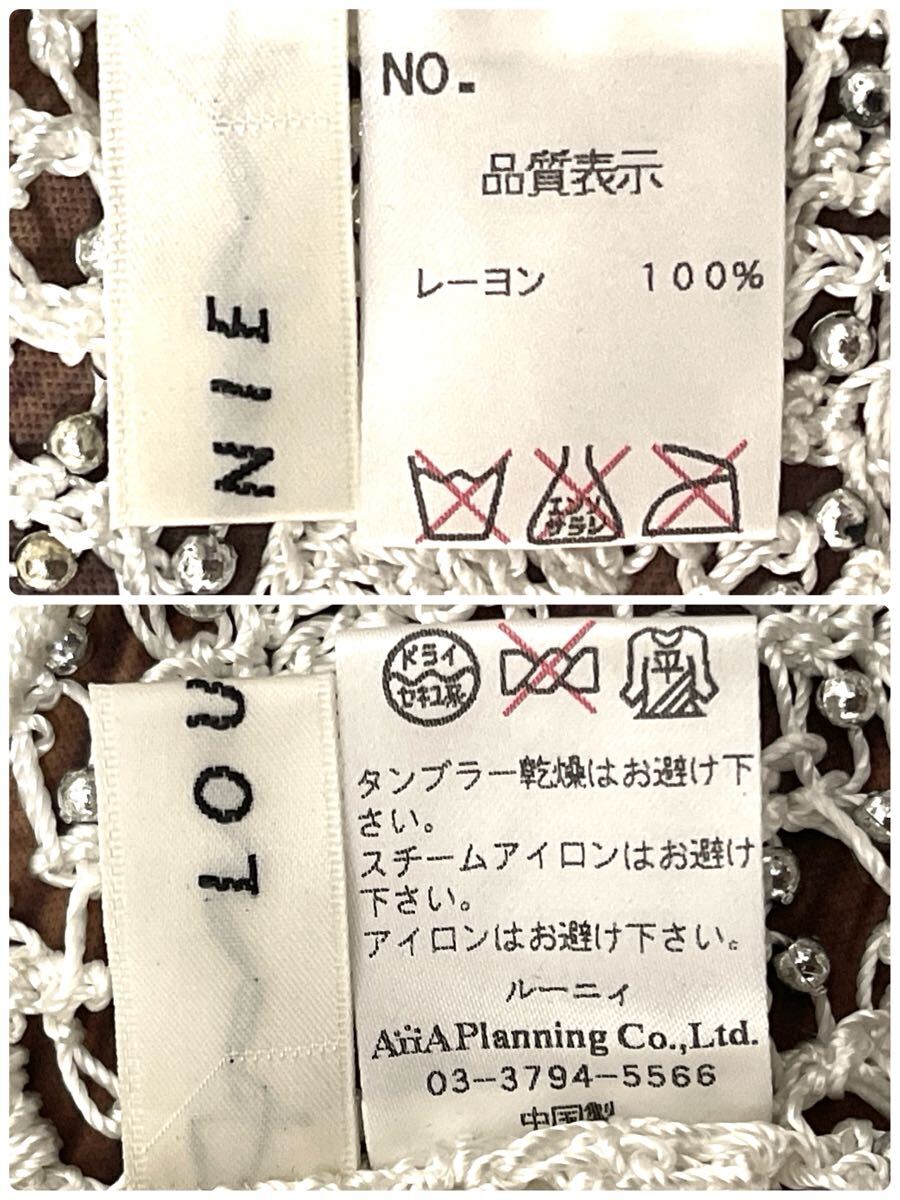 NIE
NO.
品質表示
レーヨン 100%
エンソ
サラシ
LOU
ドライ
セキユ系
平
タンブラー乾燥はお避け下
さい。
スチームアイロンはお避け
下さい。
アイロンはお避け下さい。
ルーニィ
AiiA Planning Co.,Ltd.
03-3794-5566
中国製